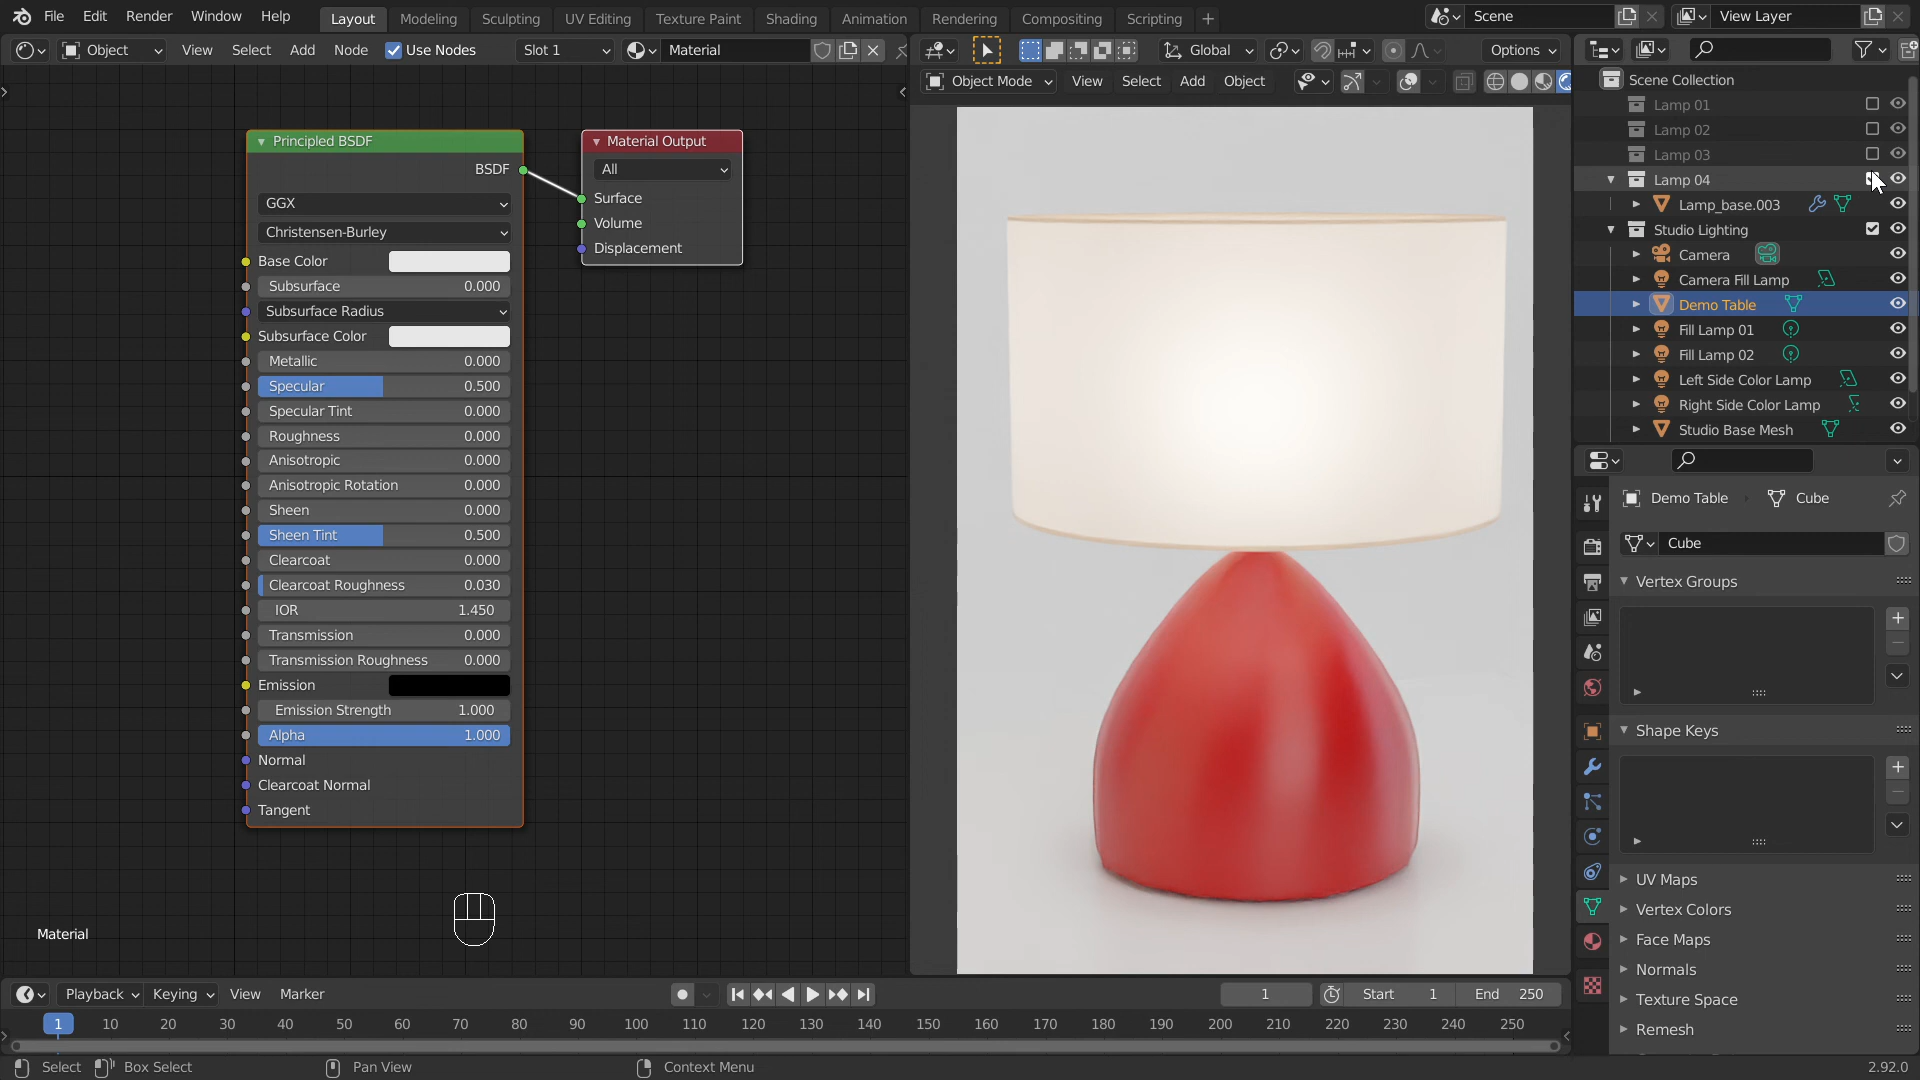 File Edit Render Window Help Layout Modeling Sculpting UV Editing Texture Paint Shading Animation Rendering Compositing Scripting Scene View Layer
Object View Select Add Node Use Nodes Slot 1 Material Global Options
Object Mode View Select Add Object
Scene Collection
Lamp 01
Lamp 02
Lamp 03
Lamp 04
Lamp_base.003
Studio Lighting
Camera
Camera Fill Lamp
Demo Table
Fill Lamp 01
Fill Lamp 02
Left Side Color Lamp
Right Side Color Lamp
Studio Base Mesh
Principled BSDF
BSDF
GGX
Christensen-Burley
Base Color
Subsurface 0.000
Subsurface Radius
Subsurface Color
Metallic 0.000
Specular 0.500
Specular Tint 0.000
Roughness 0.000
Anisotropic 0.000
Anisotropic Rotation 0.000
Sheen 0.000
Sheen Tint 0.500
Clearcoat 0.000
Clearcoat Roughness 0.030
IOR 1.450
Transmission 0.000
Transmission Roughness 0.000
Emission
Emission Strength 1.000
Alpha 1.000
Normal
Clearcoat Normal
Tangent
Material Output
All
Surface
Volume
Displacement
Material
Demo Table Cube
Cube
Vertex Groups
Shape Keys
UV Maps
Vertex Colors
Face Maps
Normals
Texture Space
Remesh
Playback Keying View Marker 1 Start 1 End 250
1 10 20 30 40 50 60 70 80 90 100 110 120 130 140 150 160 170 180 190 200 210 220 230 240 250
Select Box Select Pan View Context Menu 2.92.0